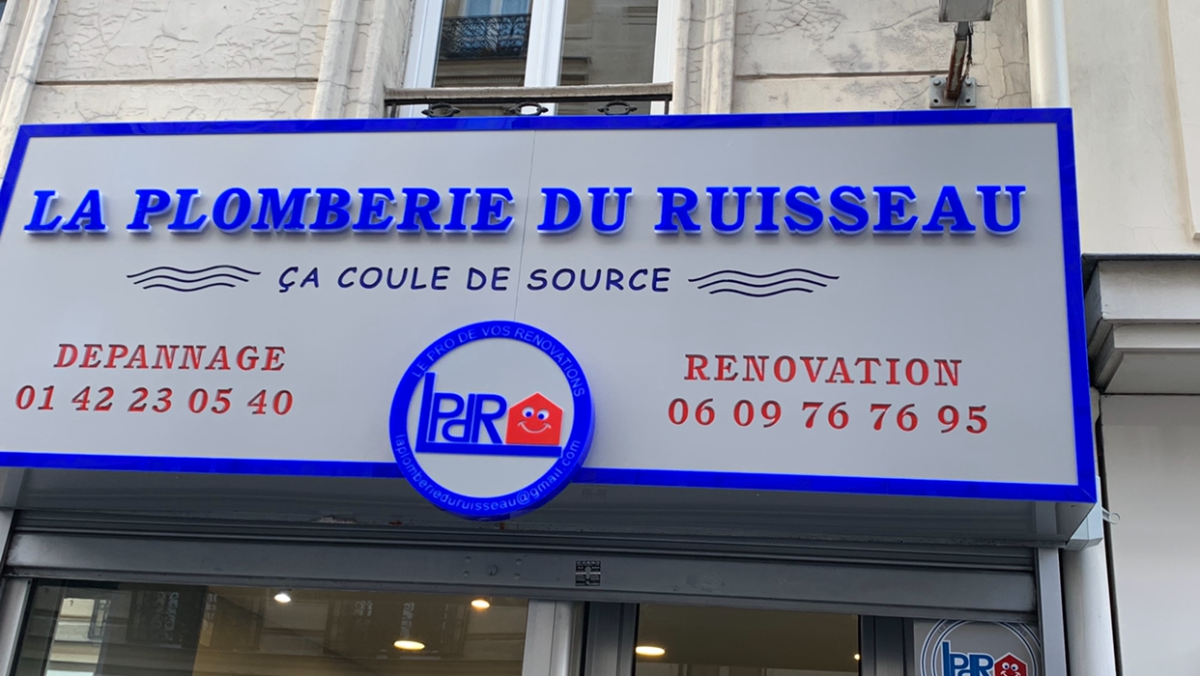 LA PLOMBERIE DU RUISSEAU
ÇA COULE DE SOURCE
DEPANNAGE
01 42 23 05 40
LE PRO DE VOS RENOVATIONS
LPdR
laplomberieduruisseau@gmail.com
RENOVATION
06 09 76 76 95
LPdR